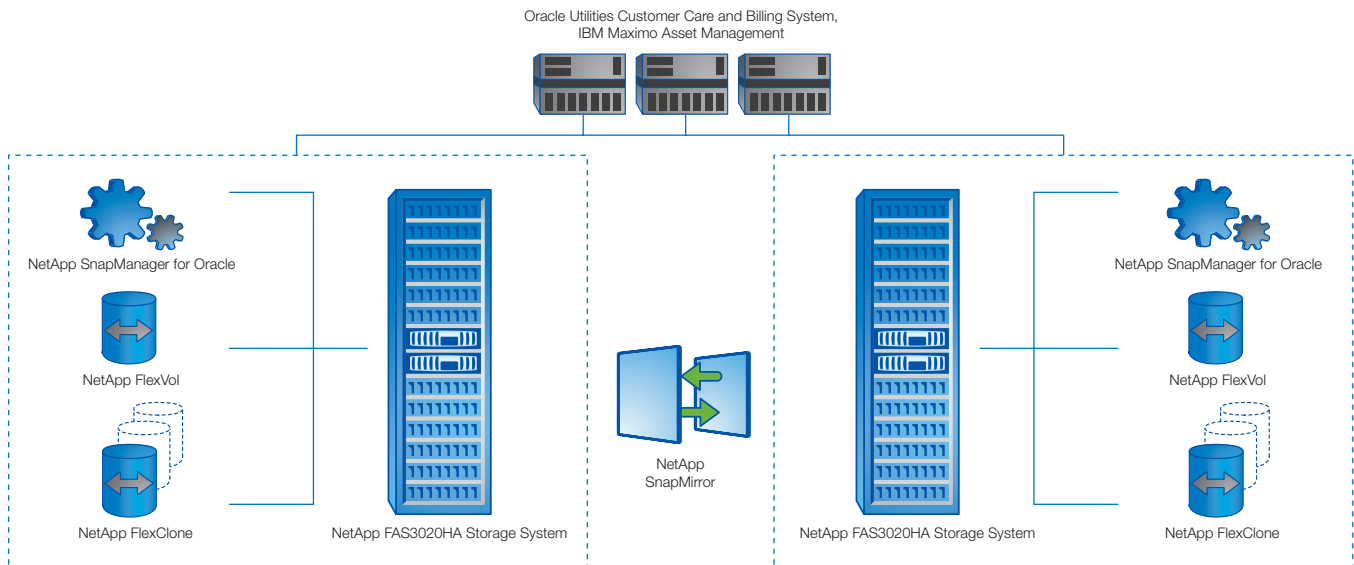 Oracle Utilities Customer Care and Billing System,
IBM Maximo Asset Management
NetApp SnapManager for Oracle
NetApp FlexVol
NetApp FlexClone
NetApp FAS3020HA Storage System
NetApp
SnapMirror
NetApp FAS3020HA Storage System
NetApp SnapManager for Oracle
NetApp FlexVol
NetApp FlexClone